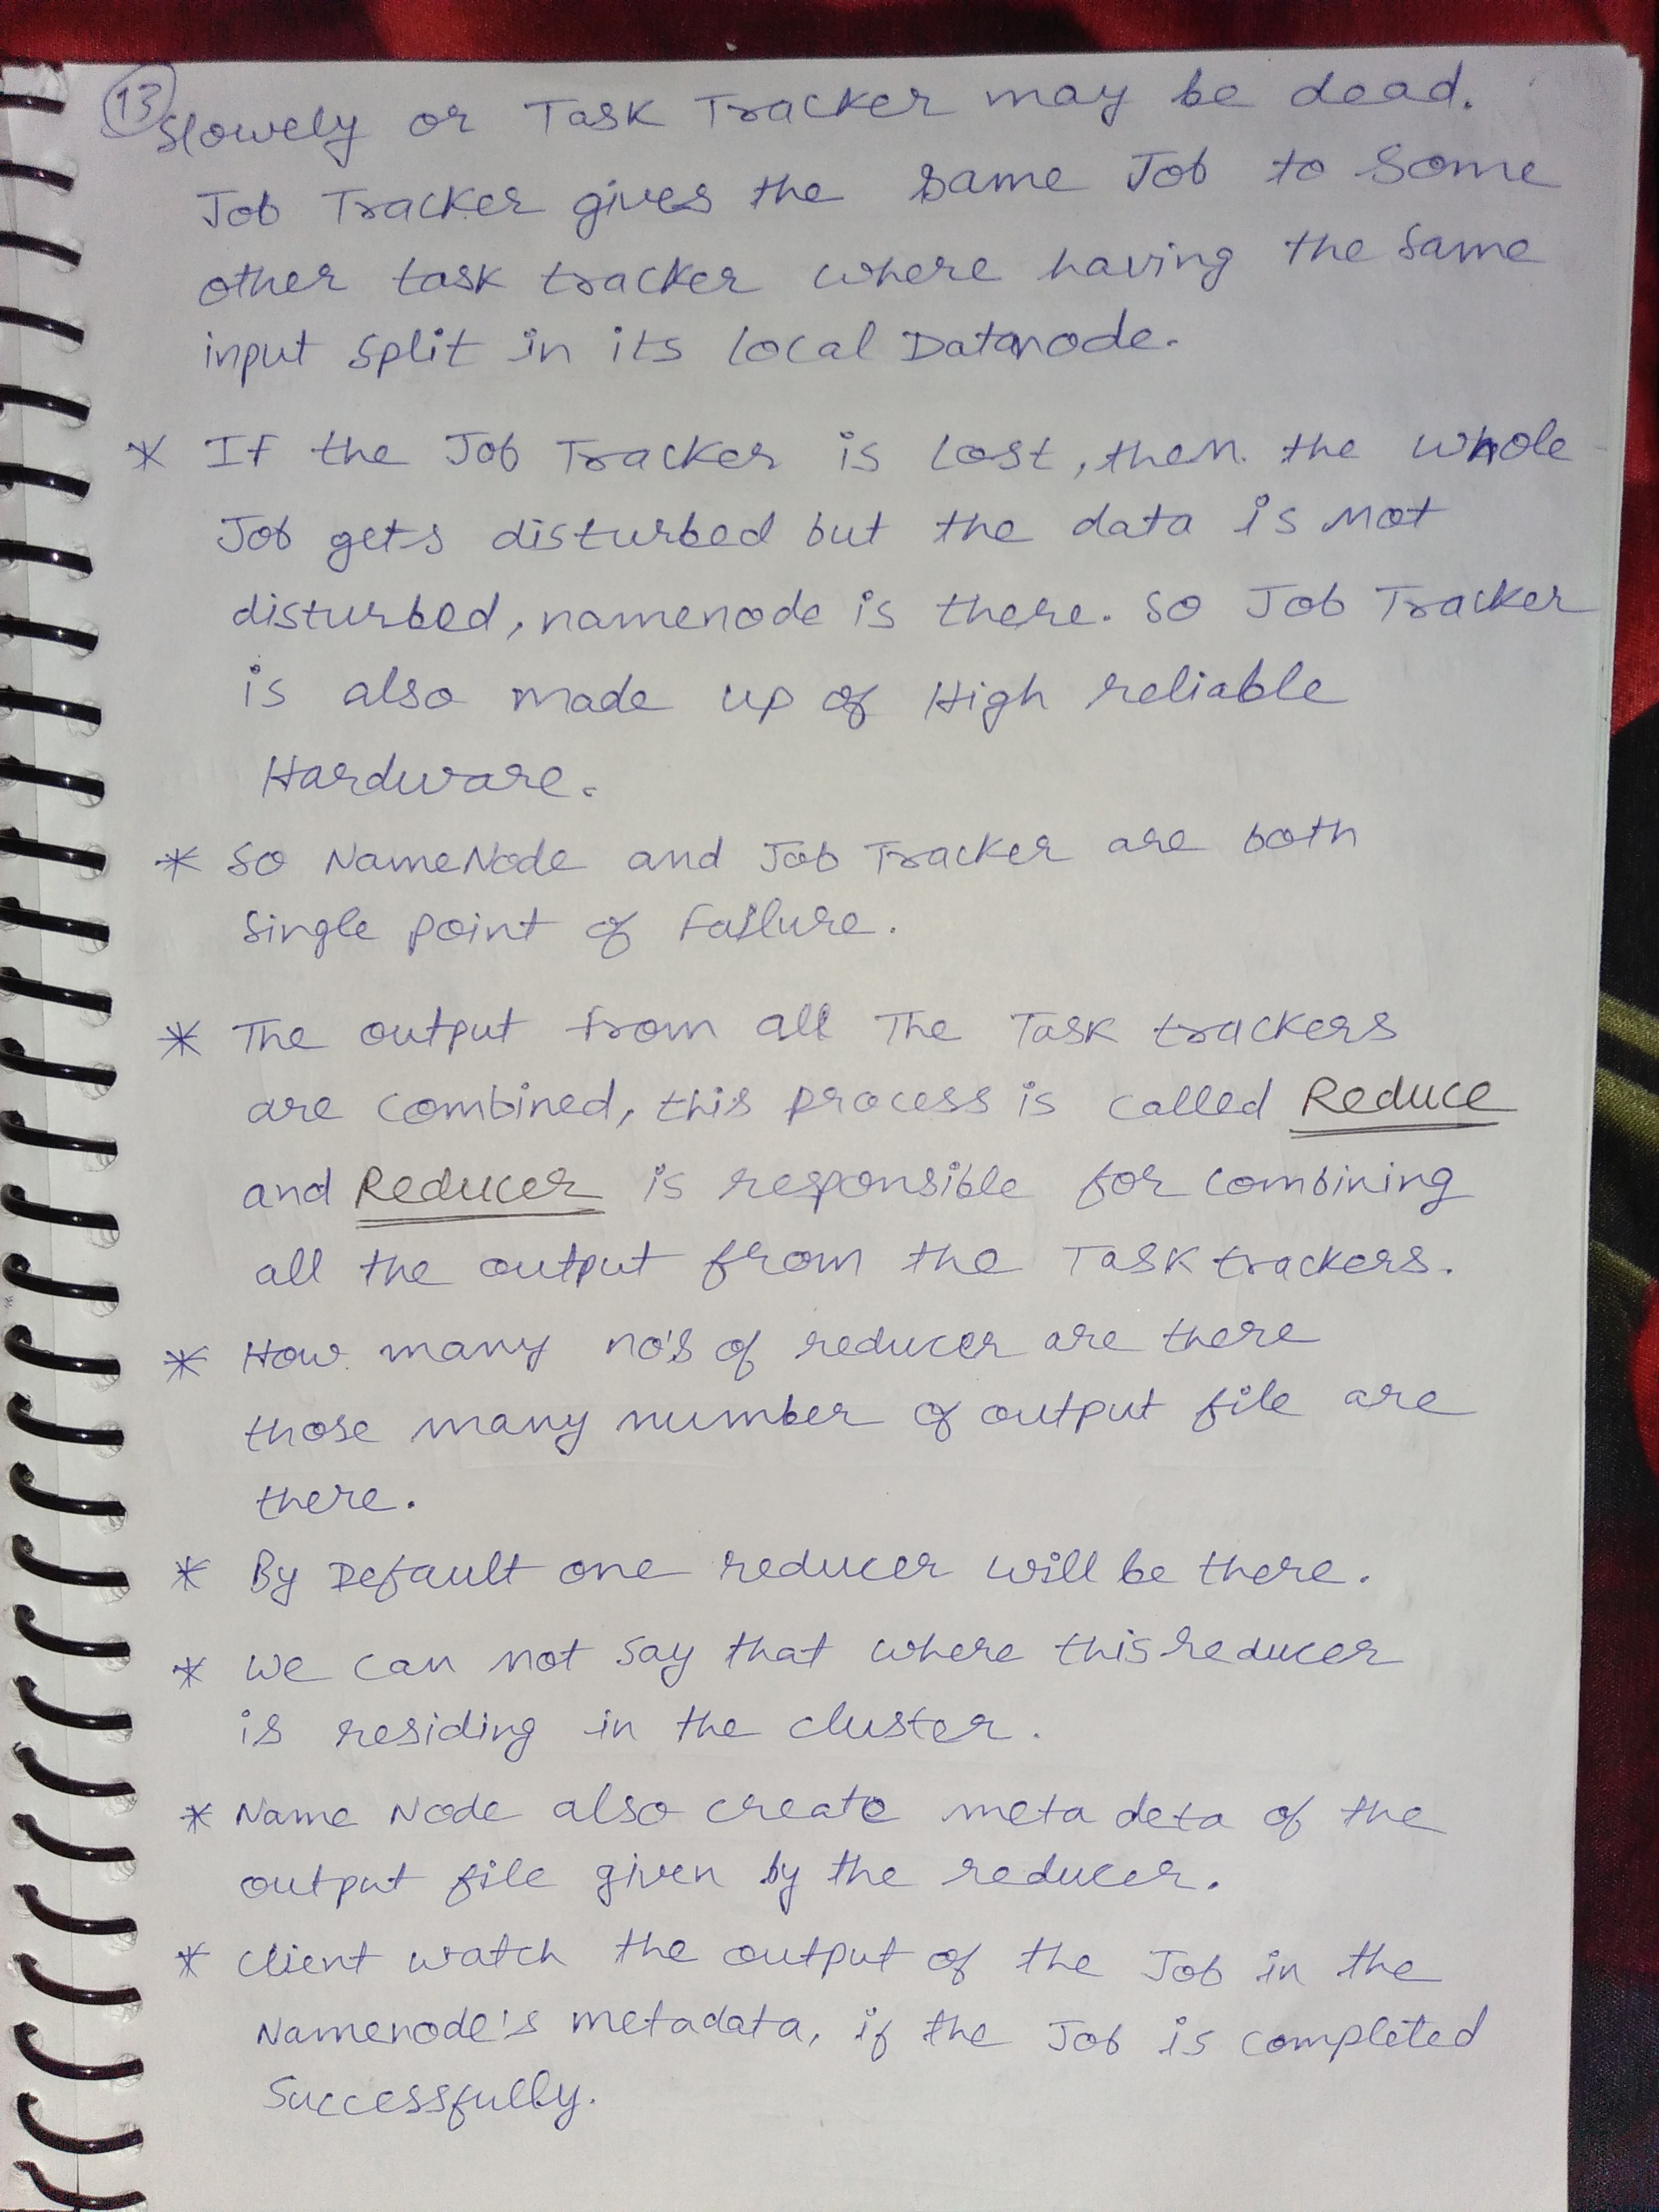 13
Slowely or Task Tracker may be dead.
Job Tracker gives the same Job to Some
other task tracker where having the same
input split in its local Datanode.
* If the Job Tracker is Lost, then. the whole
Job gets disturbed but the data is not
disturbed, namenode is there. So Job Tracker
is also made up of High reliable
Hardware.
* So NameNode and Job Tracker are both
Single point of Failure.
* The output from all The Task trackers
are combined, this process is called Reduce
and Reducer is responsible for combining
all the output from the Task trackers.
* How many no's of reducer are there
those many number of output file are
there.
* By Default one reducer will be there.
* We can not say that where this reducer
is residing in the cluster.
* Name Node also create meta deta of the
output file given by the reducer.
* Client watch the output of the Job in the
Namenode's metadata, if the Job is completed
Successfully.